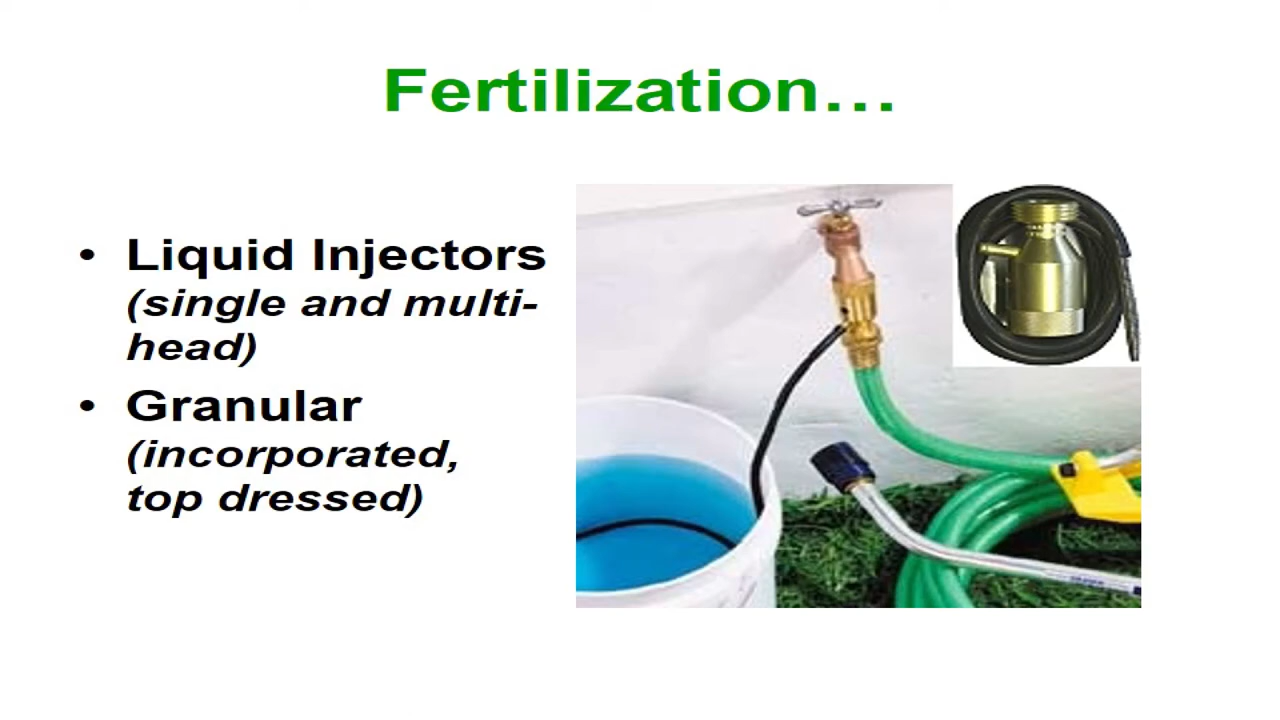 Fertilization…
• Liquid Injectors
(single and multi-
head)
• Granular
(incorporated,
top dressed)